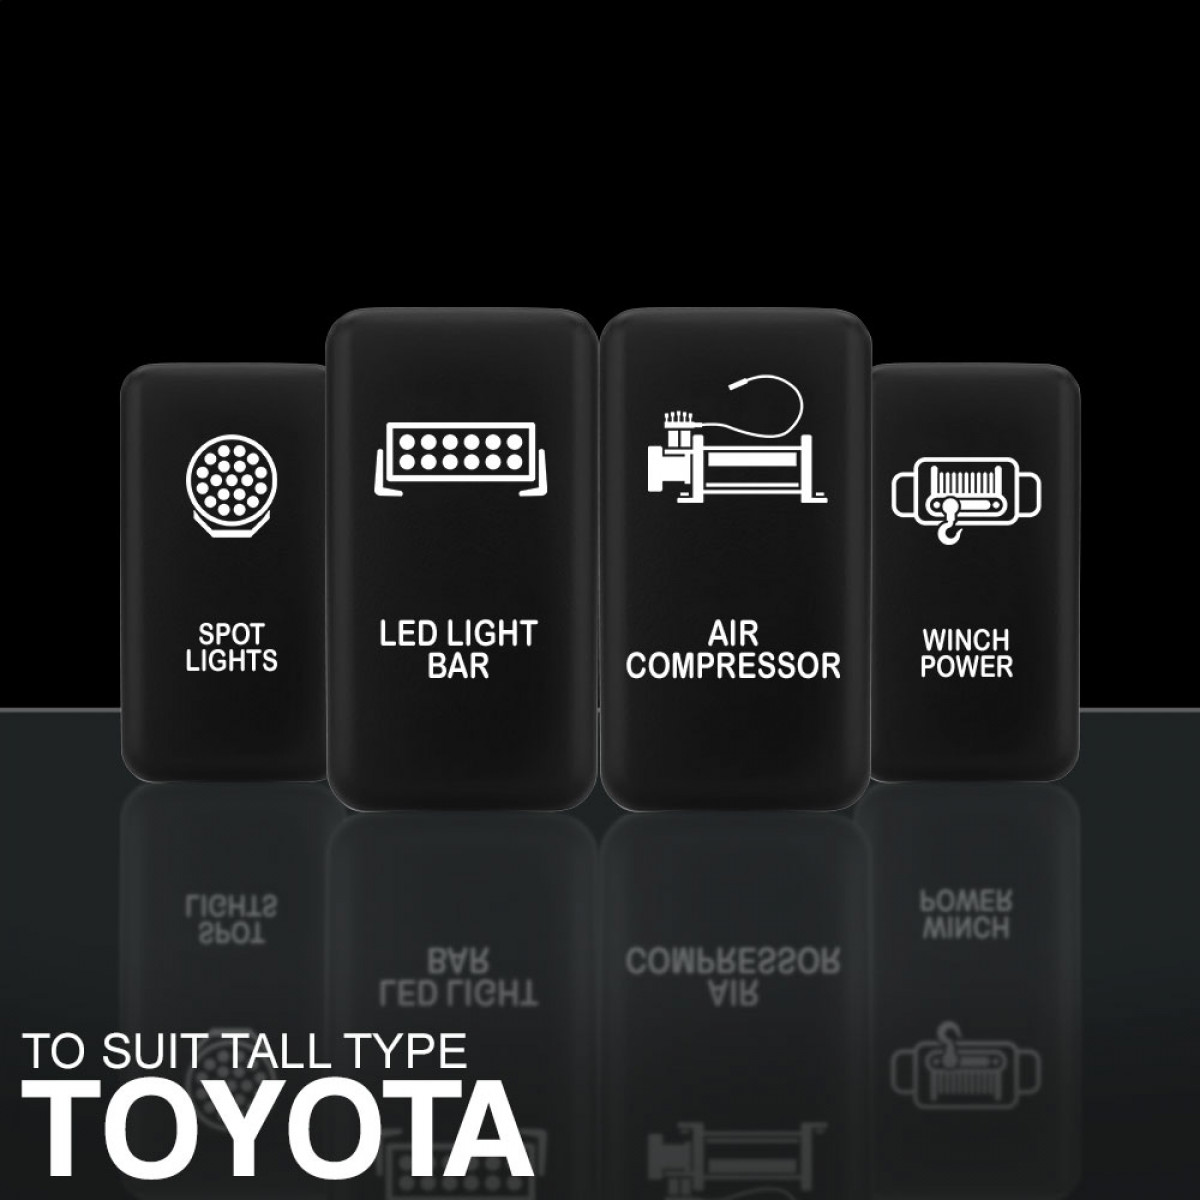 SPOT
LIGHTS
LED LIGHT
BAR
AIR
COMPRESSOR
WINCH
POWER
TO SUIT TALL TYPE
TOYOTA